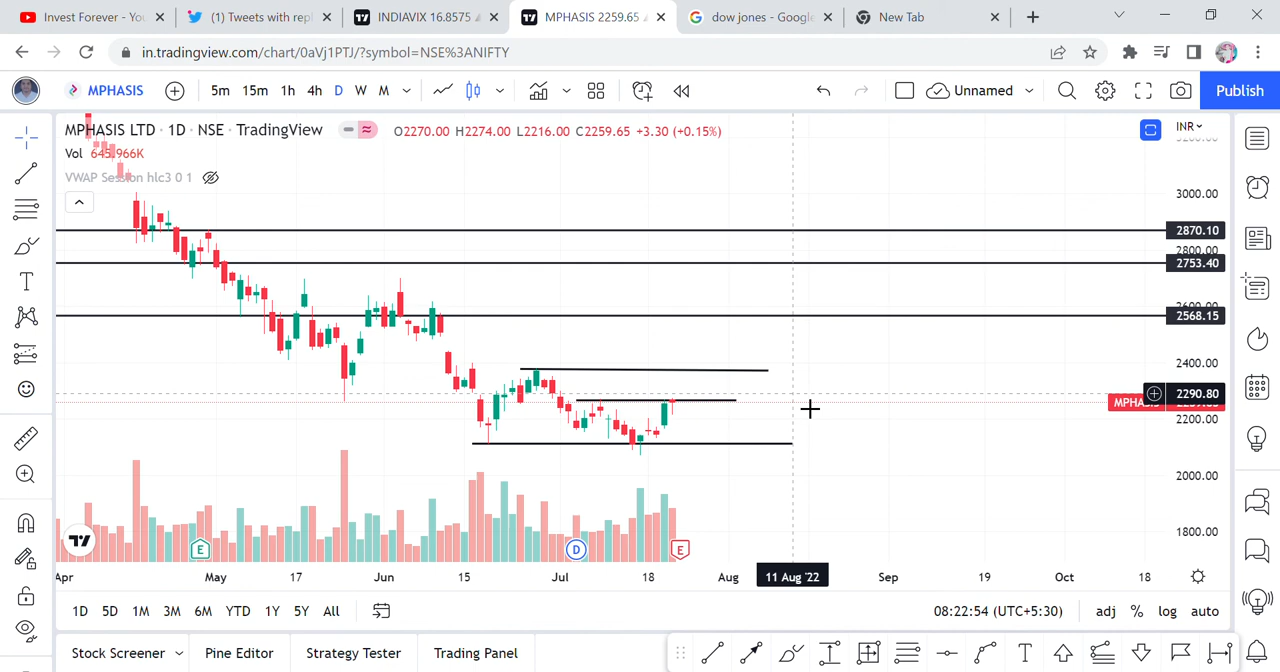 Invest Forever - You
(1) Tweets with repl
INDIAVIX 16.8575
MPHASIS 2259.65
dow jones - Google
New Tab
in.tradingview.com/chart/0aVj1PTJ/?symbol=NSE%3ANIFTY
MPHASIS 5m 15m 1h 4h D W M Unnamed Publish
MPHASIS LTD · 1D · NSE · TradingView O2270.00 H2274.00 L2216.00 C2259.65 +3.30 (+0.15%) INR
Vol 645.966K
VWAP Session hlc3 0 1
3000.00
2870.10
2800.00
2753.40
2568.15
2400.00
2290.80
2200.00
2000.00
1800.00
E D E
Apr May 17 Jun 15 Jul 18 Aug 11 Aug '22 Sep 19 Oct 18
1D 5D 1M 3M 6M YTD 1Y 5Y All 08:22:54 (UTC+5:30) adj % log auto
Stock Screener Pine Editor Strategy Tester Trading Panel